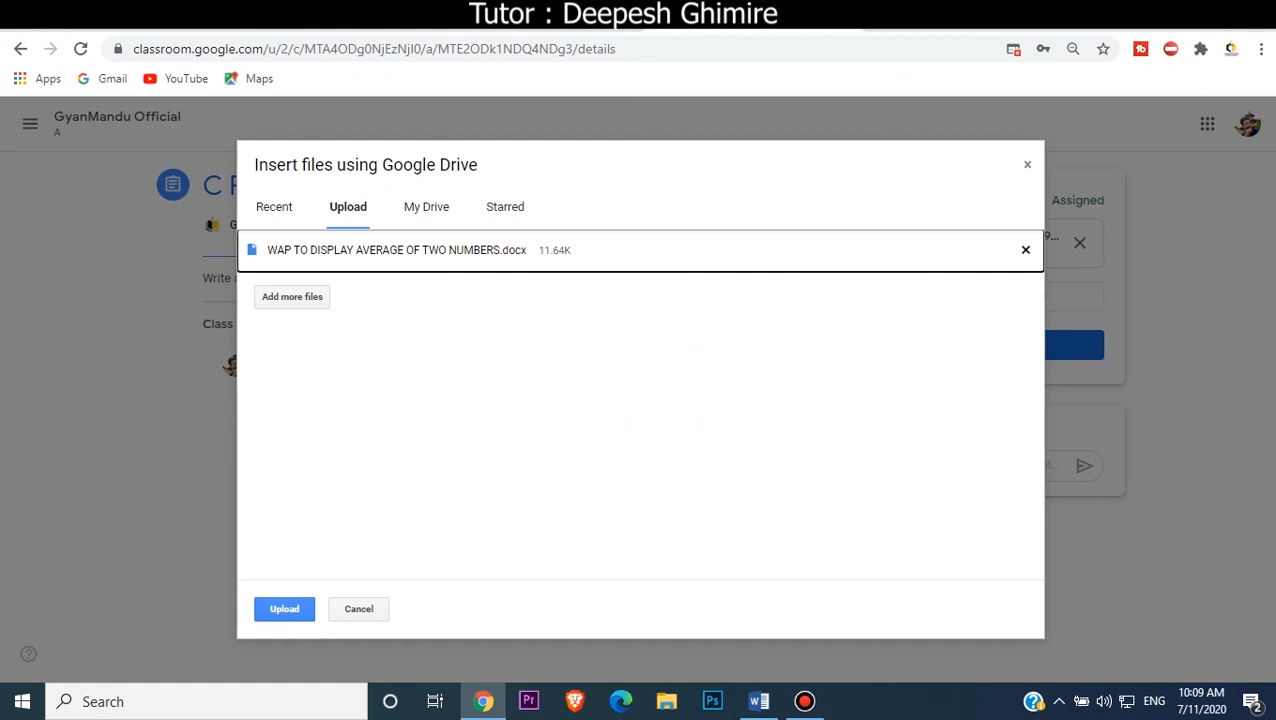 Tutor : Deepesh Ghimire
classroom.google.com/u/2/c/MTA4ODg0NjEzNjI0/a/MTE2ODk1NDQ4NDg3/details
Apps Gmail YouTube Maps
GyanMandu Official
A
Insert files using Google Drive ×
Recent Upload My Drive Starred
Assigned
WAP TO DISPLAY AVERAGE OF TWO NUMBERS.docx 11.64K
Add more files
Write
Class
Upload Cancel
Search
ENG
10:09 AM
7/11/2020
2